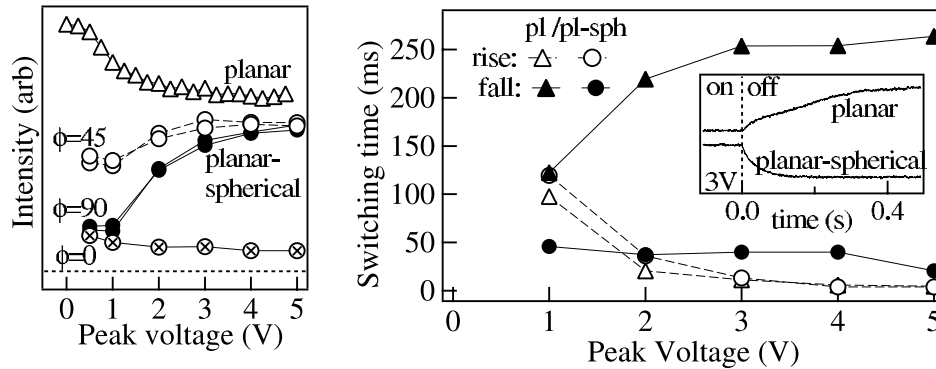 Intensity (arb)
planar
ϕ=45
planar-
spherical
ϕ=90
ϕ=0
0 1 2 3 4 5
Peak voltage (V)
Switching time (ms)
250
200
150
100
50
0
pl /pl-sph
rise:
fall:
on off
planar
planar-spherical
3V
0.0 0.4
time (s)
0 1 2 3 4 5
Peak Voltage (V)